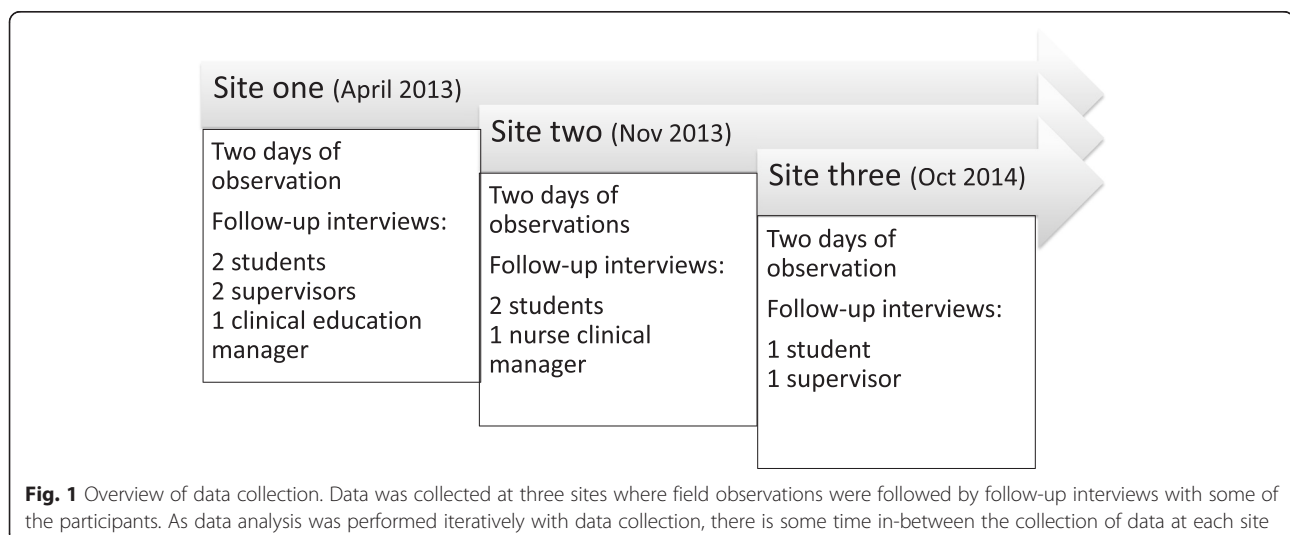 Site one (April 2013)
Two days of
observation
Follow-up interviews:
2 students
2 supervisors
1 clinical education
manager
Site two (Nov 2013)
Two days of
observations
Follow-up interviews:
2 students
1 nurse clinical
manager
Site three (Oct 2014)
Two days of
observation
Follow-up interviews:
1 student
1 supervisor
Fig. 1 Overview of data collection. Data was collected at three sites where field observations were followed by follow-up interviews with some of
the participants. As data analysis was performed iteratively with data collection, there is some time in-between the collection of data at each site